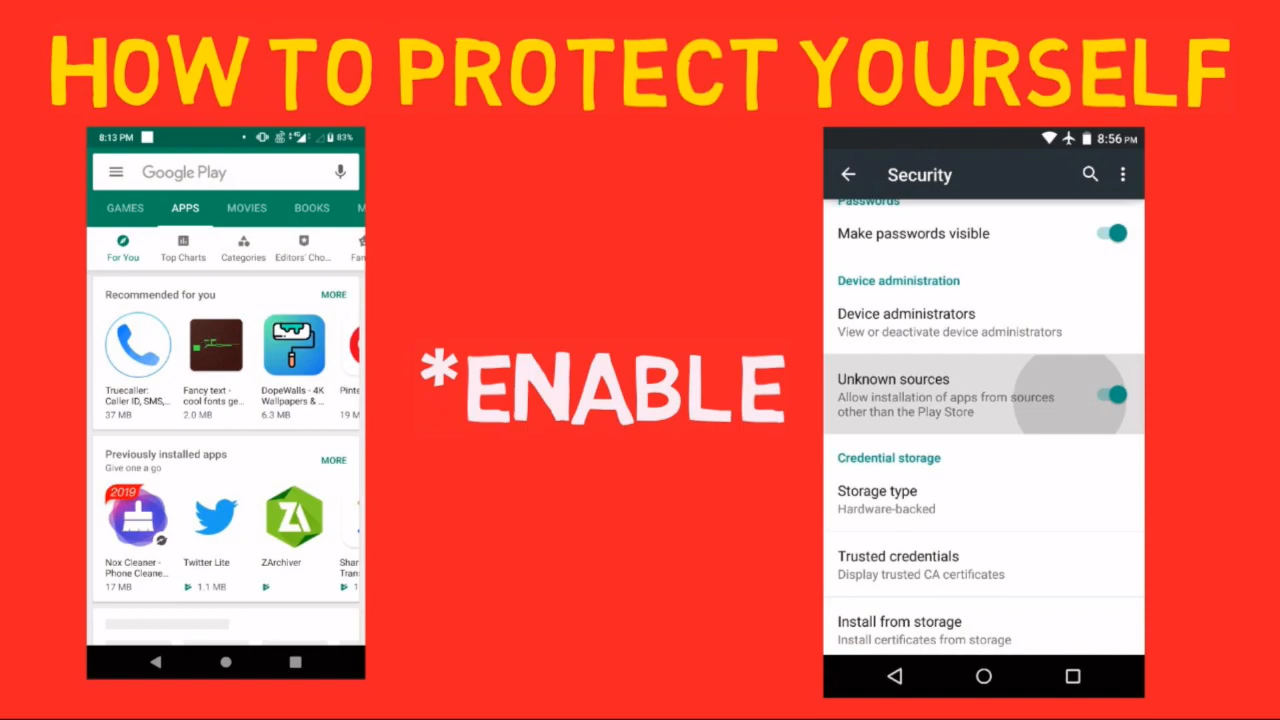 HOW TO PROTECT YOURSELF
8:13 PM
4G
83%
Google Play
GAMES APPS MOVIES BOOKS M
For You Top Charts Categories Editors' Cho... Fan
Recommended for you MORE
Truecaller: Fancy text - DopeWalls - 4K Pinte
Caller ID, SMS,... cool fonts ge... Wallpapers & ...
37 MB 2.0 MB 6.3 MB 19 M
Previously installed apps MORE
Give one a go
2019
Nox Cleaner - Twitter Lite ZArchiver Shar
Phone Cleane... Tran
17 MB 1.1 MB 1
*ENABLE
8:56 PM
Security
Passwords
Make passwords visible
Device administration
Device administrators
View or deactivate device administrators
Unknown sources
Allow installation of apps from sources
other than the Play Store
Credential storage
Storage type
Hardware-backed
Trusted credentials
Display trusted CA certificates
Install from storage
Install certificates from storage